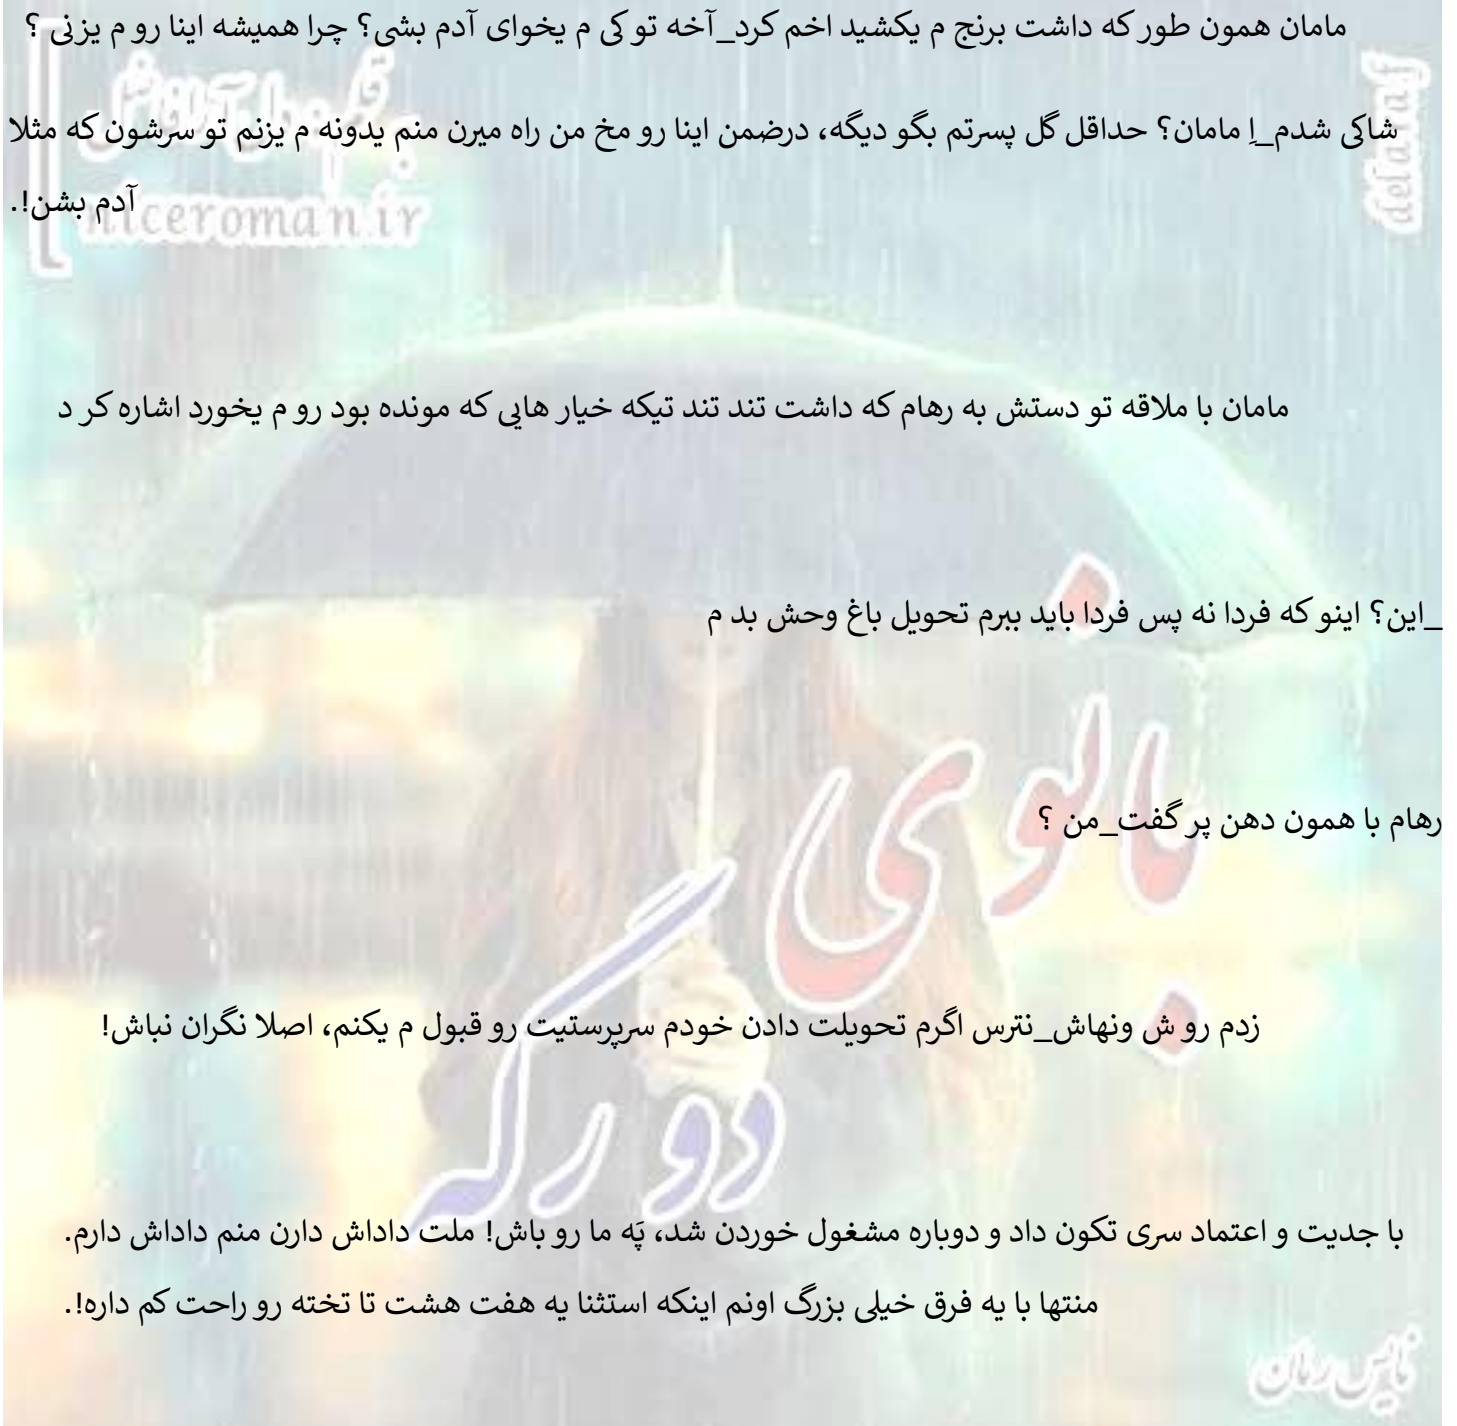 مامان همون طور که داشت برنج م یکشید اخم کرد_آخه تو کی م یخوای آدم بشی؟ چرا همیشه اینا رو م یزنی ؟
شاکی شدم_اِ مامان؟ حداقل گل پسرتم بگو دیگه، درضمن اینا رو مخ من راه میرن منم یدونه م یزنم تو سرشون که مثلا
آدم بشن!.
niceroman.ir
delaraf
مامان با ملاقه تو دستش به رهام که داشت تند تند تیکه خیار هایی که مونده بود رو م یخورد اشاره کر د
_این؟ اینو که فردا نه پس فردا باید ببرم تحویل باغ وحش بد م
بانوی
رهام با همون دهن پر گفت_من ؟
زدم رو ش ونهاش_نترس اگرم تحویلت دادن خودم سرپرستیت رو قبول م یکنم، اصلا نگران نباش!
دو رگه
با جدیت و اعتماد سری تکون داد و دوباره مشغول خوردن شد، پَه ما رو باش! ملت داداش دارن منم داداش دارم.
منتها با یه فرق خیلی بزرگ اونم اینکه استثنا یه هفت هشت تا تخته رو راحت کم داره!.
نایس رمان